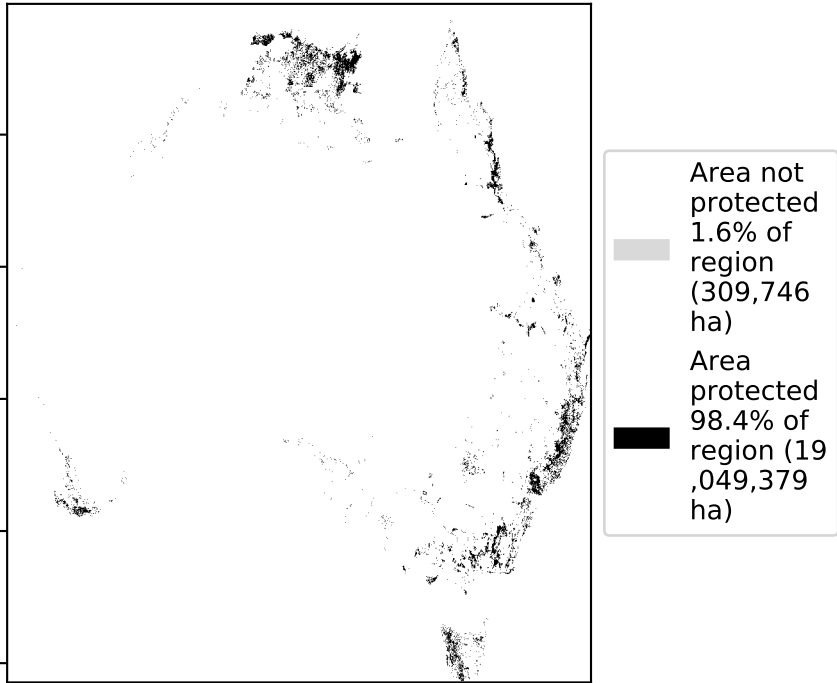 Area not
protected
1.6% of
region
(309,746
ha)
Area
protected
98.4% of
region (19
,049,379
ha)